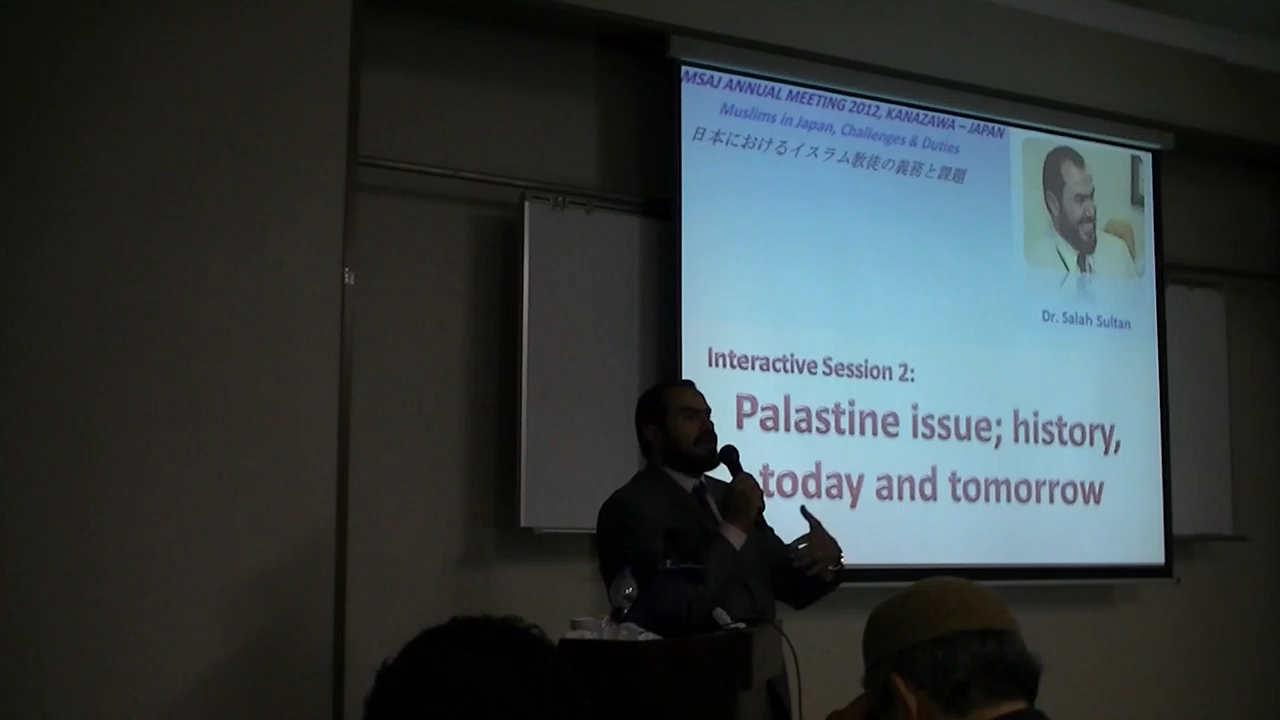 MSAJ ANNUAL MEETING 2012, KANAZAWA – JAPAN
Muslims in Japan, Challenges & Duties
日本におけるイスラム教徒の義務と課題
Dr. Salah Sultan
Interactive Session 2:
Palastine issue; history,
today and tomorrow